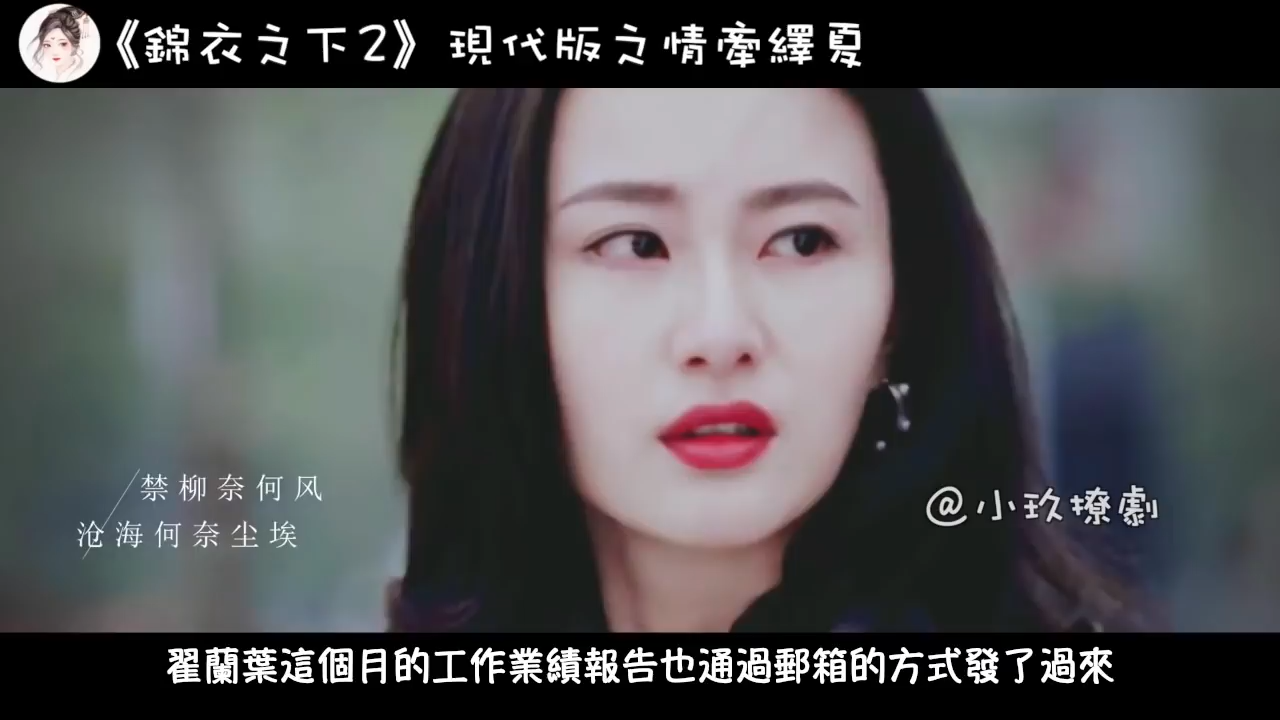 《錦衣之下2》現代版之情牽繹夏
禁柳奈何风
沧海何奈尘埃
@小玖撩劇
翟蘭葉這個月的工作業績報告也通過郵箱的方式發了過來